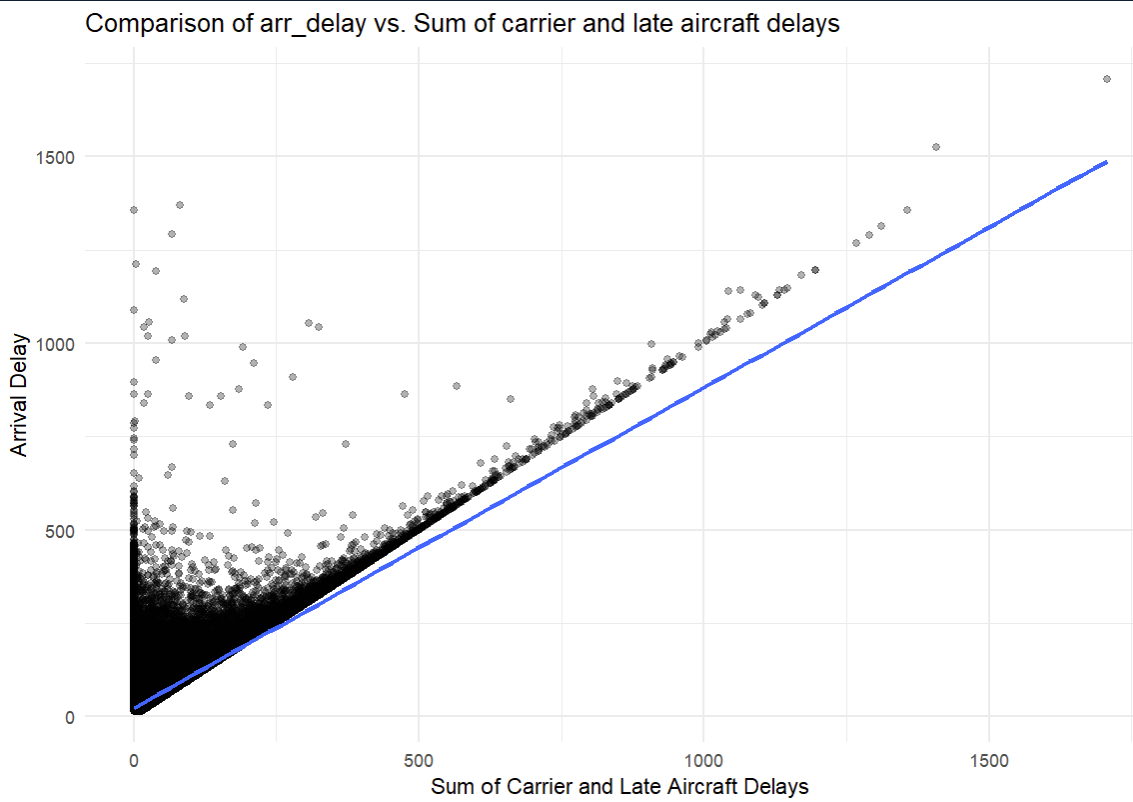 Comparison of arr_delay vs. Sum of carrier and late aircraft delays
1500
1000
500
0
Arrival Delay
0 500 1000 1500
Sum of Carrier and Late Aircraft Delays